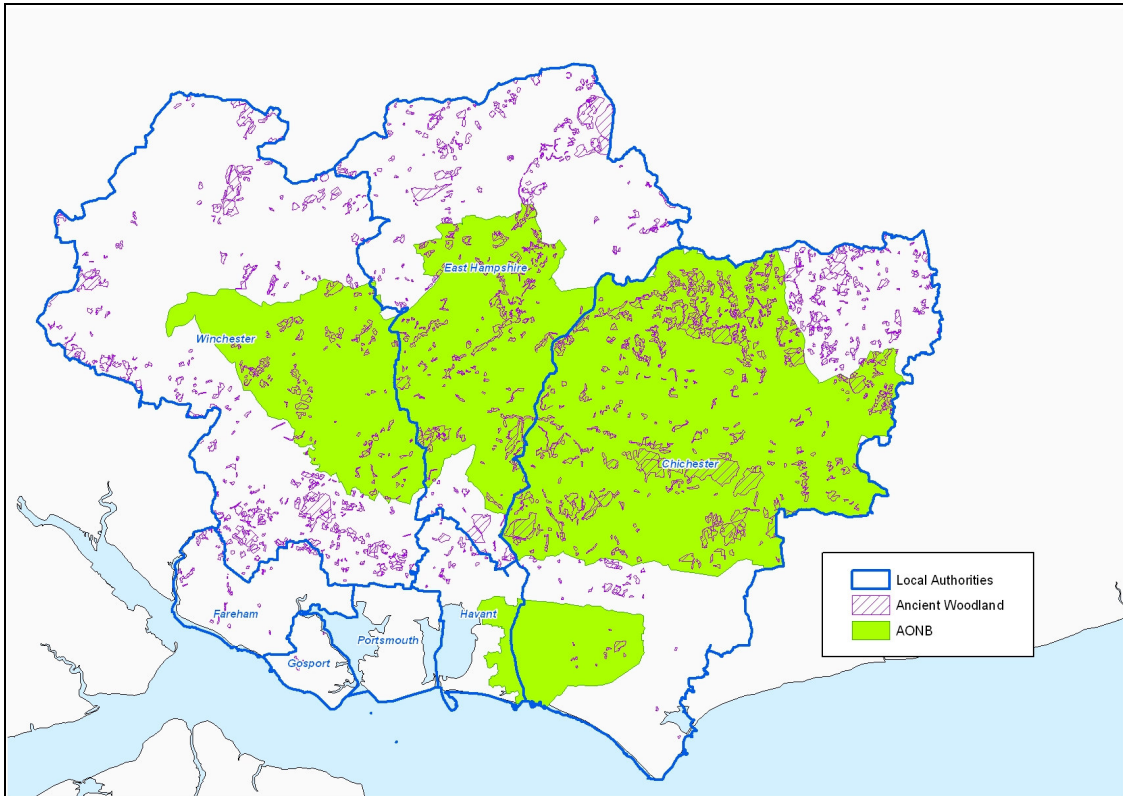 East Hampshire
Winchester
Chichester
Fareham
Havant
Portsmouth
Gosport
Local Authorities
Ancient Woodland
AONB